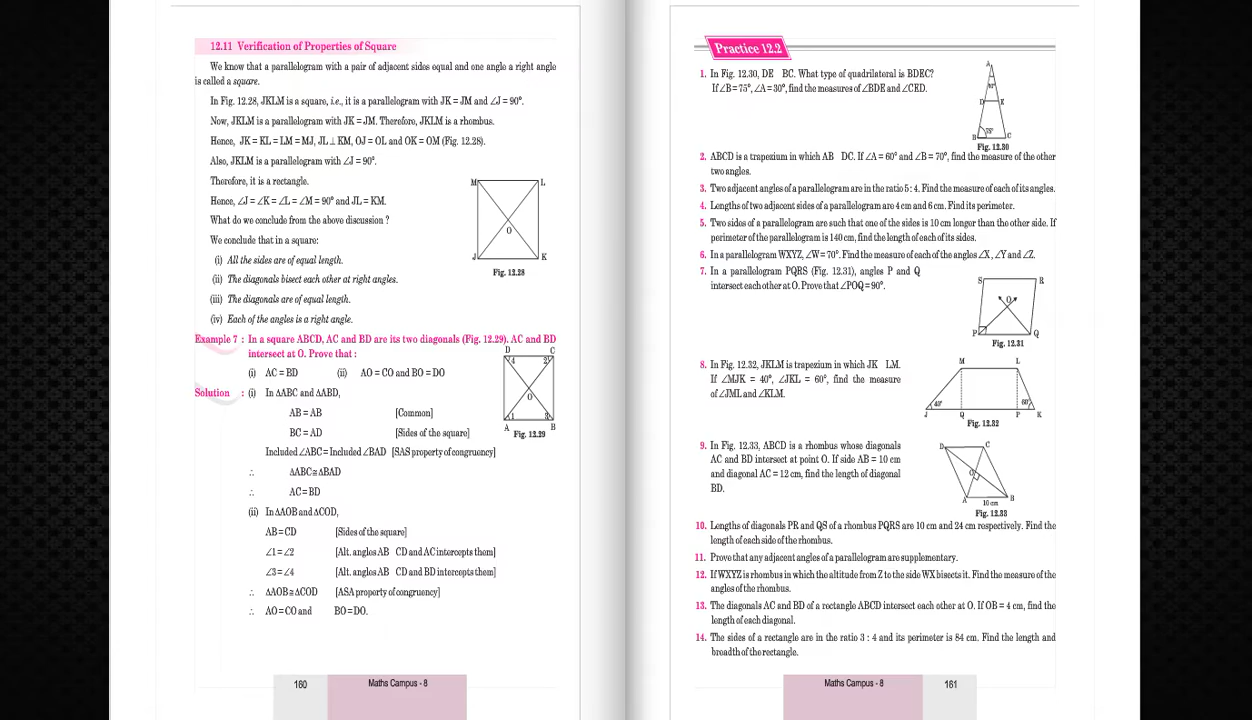 12.11 Verification of Properties of Square
We know that a parallelogram with a pair of adjacent sides equal and one angle a right angle
is called a square.
In Fig. 12.28, JKLM is a square, i.e., it is a parallelogram with JK = JM and ∠J = 90°.
Now, JKLM is a parallelogram with JK = JM. Therefore, JKLM is a rhombus.
Hence, JK = KL = LM = MJ, JL ⊥ KM, OJ = OL and OK = OM (Fig. 12.28).
Also, JKLM is a parallelogram with ∠J = 90°.
Therefore, it is a rectangle.
Hence, ∠J = ∠K = ∠L = ∠M = 90° and JL = KM.
What do we conclude from the above discussion ?
We conclude that in a square:
(i) All the sides are of equal length.
(ii) The diagonals bisect each other at right angles.
(iii) The diagonals are of equal length.
(iv) Each of the angles is a right angle.
M L
O
J K
Fig. 12.28
Example 7 : In a square ABCD, AC and BD are its two diagonals (Fig. 12.29). AC and BD
intersect at O. Prove that :
(i) AC = BD (ii) AO = CO and BO = DO
Solution : (i) In ΔABC and ΔABD,
AB = AB [Common]
BC = AD [Sides of the square]
Included ∠ABC = Included ∠BAD [SAS property of congruency]
∴ ΔABC ≅ ΔBAD
∴ AC = BD
(ii) In ΔAOB and ΔCOD,
AB = CD [Sides of the square]
∠1 = ∠2 [Alt. angles AB CD and AC intercepts them]
∠3 = ∠4 [Alt. angles AB CD and BD intercepts them]
∴ ΔAOB ≅ ΔCOD [ASA property of congruency]
∴ AO = CO and BO = DO.
D C
4 2
O
1 3
A B
Fig. 12.29
160 Maths Campus - 8
Practice 12.2
1. In Fig. 12.30, DE BC. What type of quadrilateral is BDEC?
If ∠B = 75°, ∠A = 30°, find the measures of ∠BDE and ∠CED.
A
D E
75°
B C
Fig. 12.30
2. ABCD is a trapezium in which AB DC. If ∠A = 60° and ∠B = 70°, find the measure of the other
two angles.
3. Two adjacent angles of a parallelogram are in the ratio 5 : 4. Find the measure of each of its angles.
4. Lengths of two adjacent sides of a parallelogram are 4 cm and 6 cm. Find its perimeter.
5. Two sides of a parallelogram are such that one of the sides is 10 cm longer than the other side. If
perimeter of the parallelogram is 140 cm, find the length of each of its sides.
6. In a parallelogram WXYZ, ∠W = 70°. Find the measure of each of the angles ∠X, ∠Y and ∠Z.
7. In a parallelogram PQRS (Fig. 12.31), angles P and Q
intersect each other at O. Prove that ∠POQ = 90°.
S R
O
P Q
Fig. 12.31
8. In Fig. 12.32, JKLM is trapezium in which JK LM.
If ∠MJK = 40°, ∠JKL = 60°, find the measure
of ∠JML and ∠KLM.
M L
40° 60°
J Q P K
Fig. 12.32
9. In Fig. 12.33, ABCD is a rhombus whose diagonals
AC and BD intersect at point O. If side AB = 10 cm
and diagonal AC = 12 cm, find the length of diagonal
BD.
D C
O
A 10 cm B
Fig. 12.33
10. Lengths of diagonals PR and QS of a rhombus PQRS are 10 cm and 24 cm respectively. Find the
length of each side of the rhombus.
11. Prove that any adjacent angles of a parallelogram are supplementary.
12. If WXYZ is rhombus in which the altitude from Z to the side WX bisects it. Find the measure of the
angles of the rhombus.
13. The diagonals AC and BD of a rectangle ABCD intersect each other at O. If OB = 4 cm, find the
length of each diagonal.
14. The sides of a rectangle are in the ratio 3 : 4 and its perimeter is 84 cm. Find the length and
breadth of the rectangle.
Maths Campus - 8 161